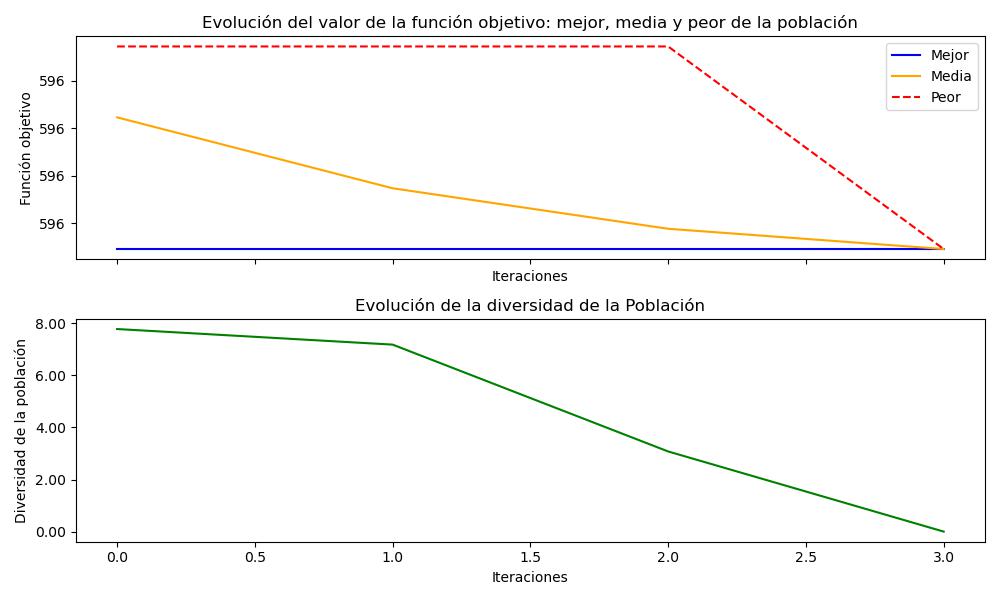 Evolución del valor de la función objetivo: mejor, media y peor de la población
Mejor
Media
Peor
596
596
596
596
Función objetivo
Iteraciones
Evolución de la diversidad de la Población
8.00
6.00
4.00
2.00
0.00
Diversidad de la población
0.0 0.5 1.0 1.5 2.0 2.5 3.0
Iteraciones